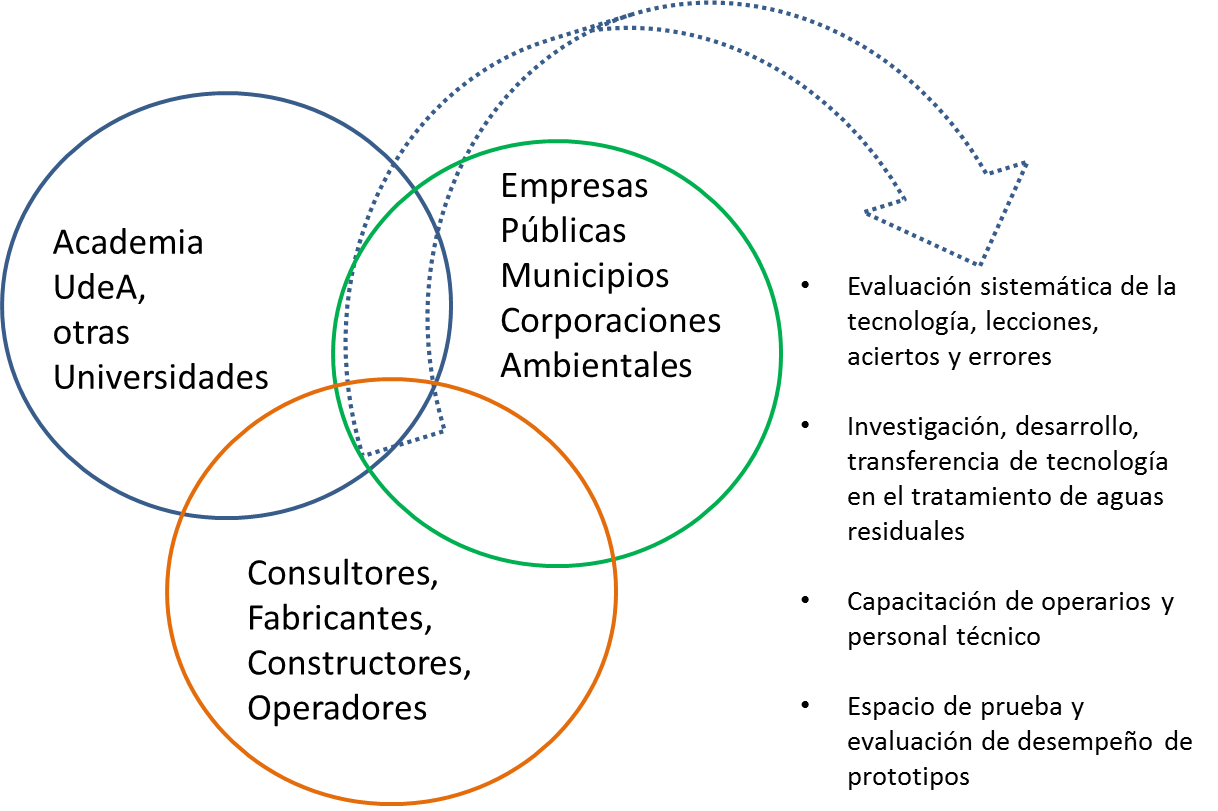 Academia
UdeA,
otras
Universidades
Empresas
Públicas
Municipios
Corporaciones
Ambientales
Consultores,
Fabricantes,
Constructores,
Operadores
• Evaluación sistemática de la
tecnología, lecciones,
aciertos y errores
• Investigación, desarrollo,
transferencia de tecnología
en el tratamiento de aguas
residuales
• Capacitación de operarios y
personal técnico
• Espacio de prueba y
evaluación de desempeño de
prototipos